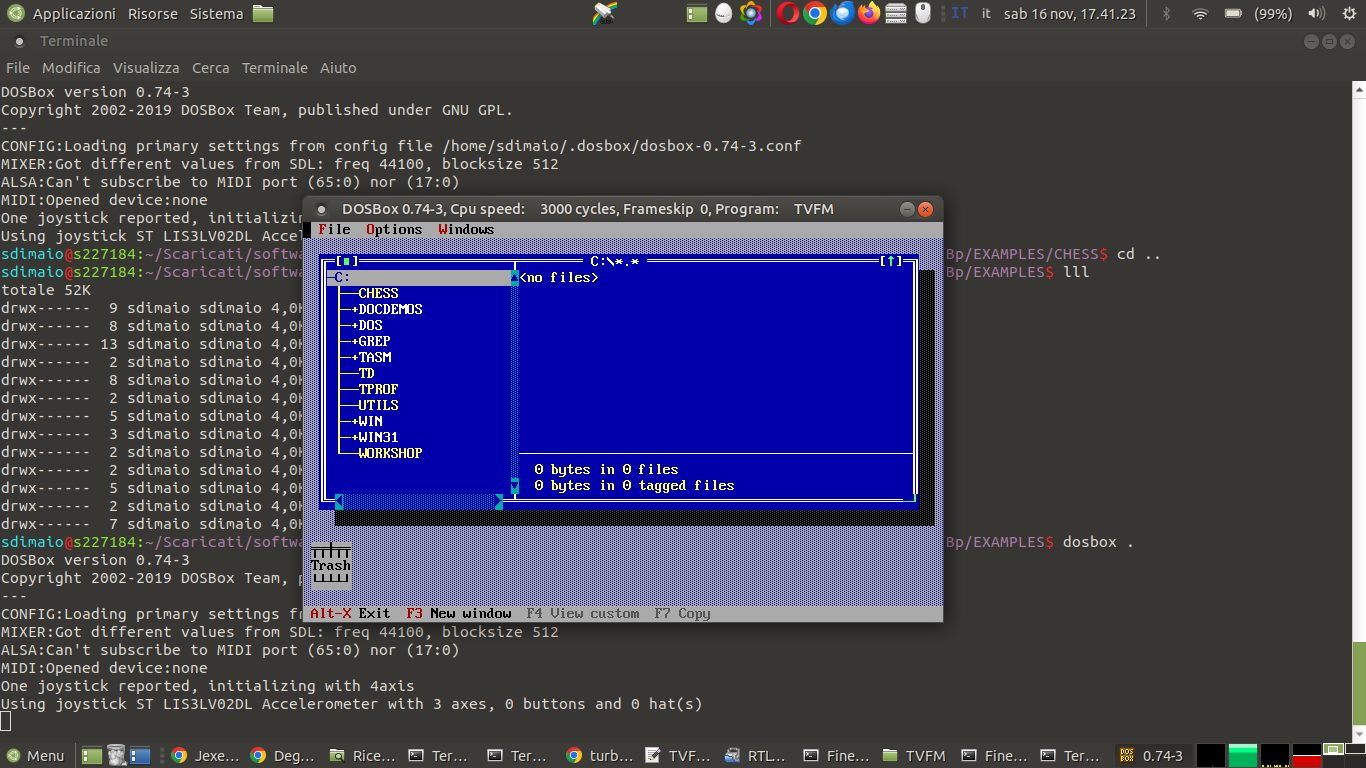 Applicazioni Risorse Sistema
IT it sab 16 nov, 17.41.23 (99%)
Terminale
File Modifica Visualizza Cerca Terminale Aiuto
DOSBox version 0.74-3
Copyright 2002-2019 DOSBox Team, published under GNU GPL.
---
CONFIG:Loading primary settings from config file /home/sdimaio/.dosbox/dosbox-0.74-3.conf
MIXER:Got different values from SDL: freq 44100, blocksize 512
ALSA:Can't subscribe to MIDI port (65:0) nor (17:0)
MIDI:Opened device:none
One joystick reported, initializin
Using joystick ST LIS3LV02DL Accel
sdimaio@s227184:~/Scaricati/softwa Bp/EXAMPLES/CHESS$ cd ..
sdimaio@s227184:~/Scaricati/softwa Bp/EXAMPLES$ lll
totale 52K
drwx------ 9 sdimaio sdimaio 4,0K
drwx------ 8 sdimaio sdimaio 4,0K
drwx------ 13 sdimaio sdimaio 4,0K
drwx------ 2 sdimaio sdimaio 4,0K
drwx------ 8 sdimaio sdimaio 4,0K
drwx------ 2 sdimaio sdimaio 4,0K
drwx------ 5 sdimaio sdimaio 4,0K
drwx------ 3 sdimaio sdimaio 4,0K
drwx------ 2 sdimaio sdimaio 4,0K
drwx------ 2 sdimaio sdimaio 4,0K
drwx------ 5 sdimaio sdimaio 4,0K
drwx------ 2 sdimaio sdimaio 4,0K
drwx------ 7 sdimaio sdimaio 4,0K
sdimaio@s227184:~/Scaricati/softwa Bp/EXAMPLES$ dosbox .
DOSBox version 0.74-3
Copyright 2002-2019 DOSBox Team, p
---
CONFIG:Loading primary settings fr
MIXER:Got different values from SDL: freq 44100, blocksize 512
ALSA:Can't subscribe to MIDI port (65:0) nor (17:0)
MIDI:Opened device:none
One joystick reported, initializing with 4axis
Using joystick ST LIS3LV02DL Accelerometer with 3 axes, 0 buttons and 0 hat(s)
DOSBox 0.74-3, Cpu speed: 3000 cycles, Frameskip 0, Program: TVFM
File Options Windows
[■] C:\*.* [↑]
C:
CHESS
+DOCDEMOS
+DOS
+GREP
+TASM
TD
TPROF
UTILS
+WIN
+WIN31
WORKSHOP
<no files>
0 bytes in 0 files
0 bytes in 0 tagged files
Trash
Alt-X Exit F3 New window F4 View custom F7 Copy
Menu Jexe... Deg... Rice... Ter... Ter... turb... TVF... RTL... Fine... TVFM Fine... Ter... DOS BOX 0.74-3